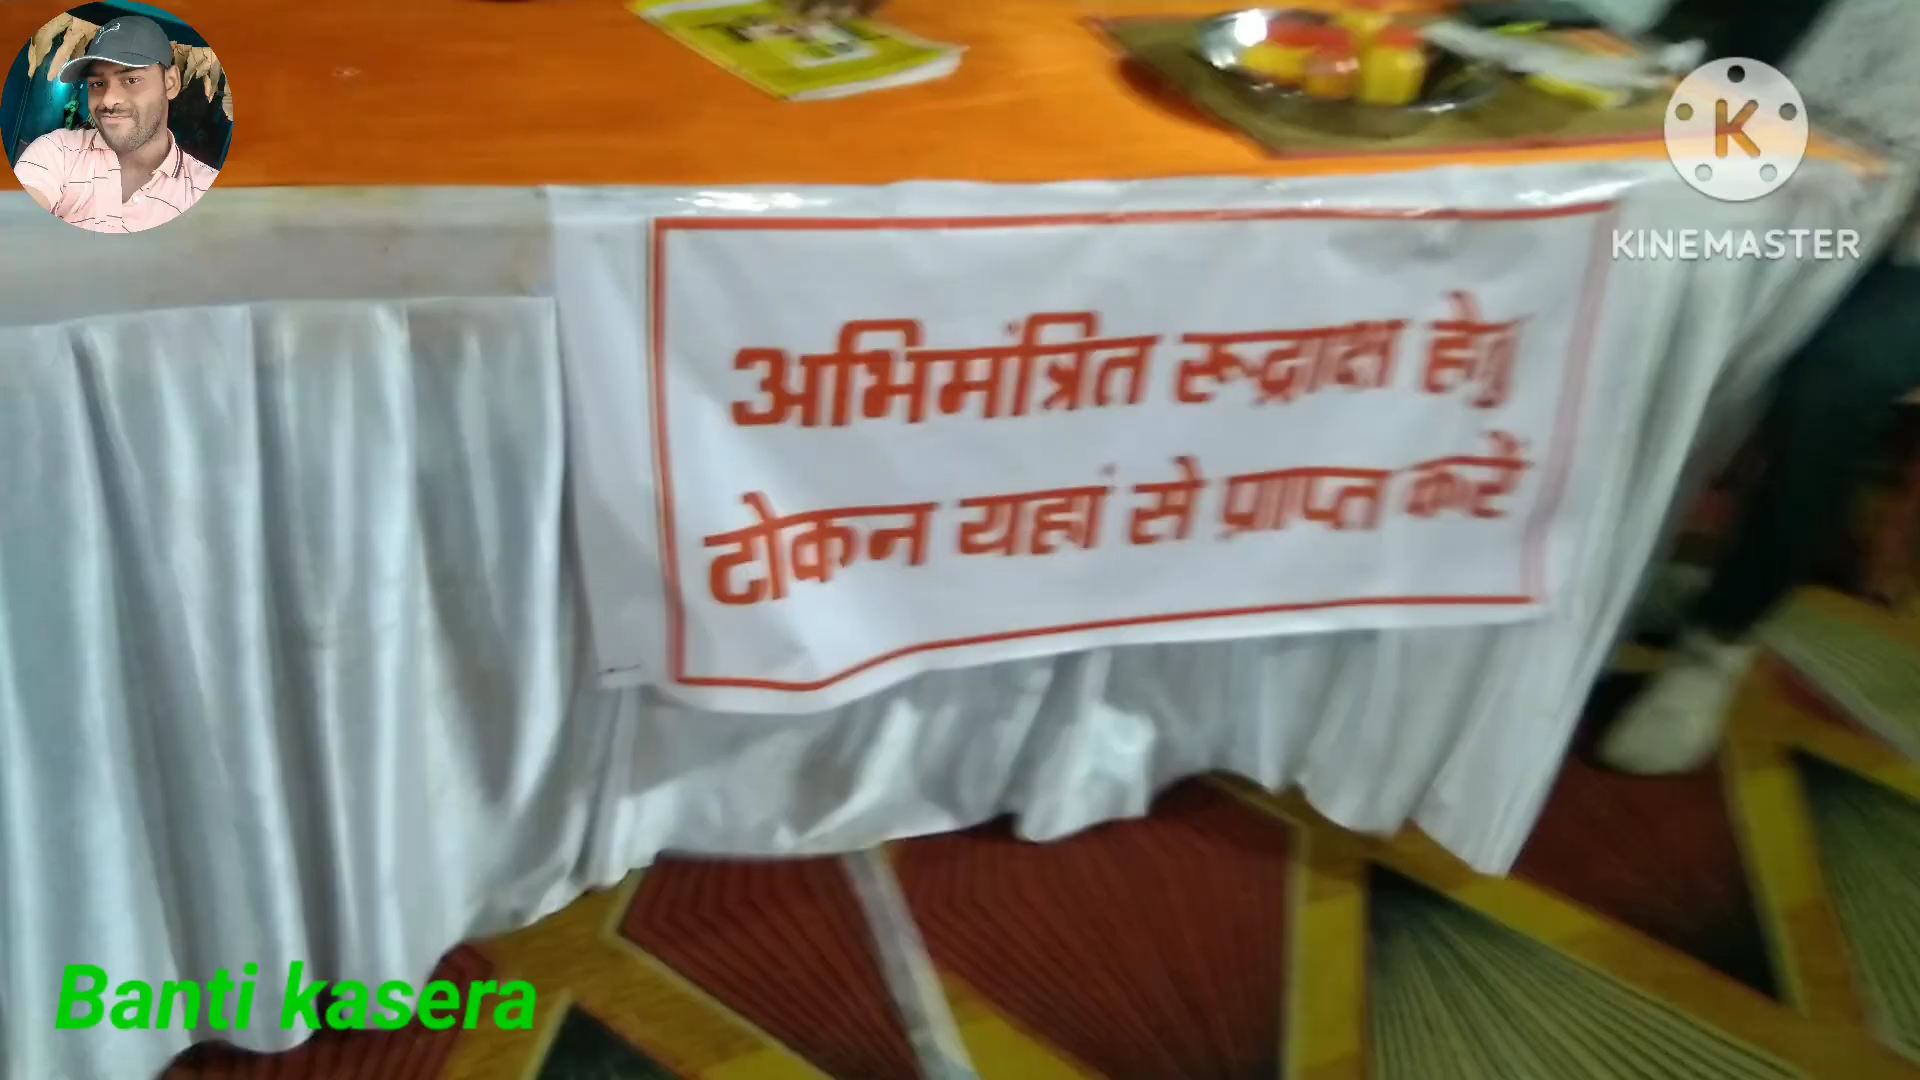 K
KINEMASTER
अभिमंत्रित रूद्राक्ष हेतु
टोकन यहां से प्राप्त करें
Banti kasera